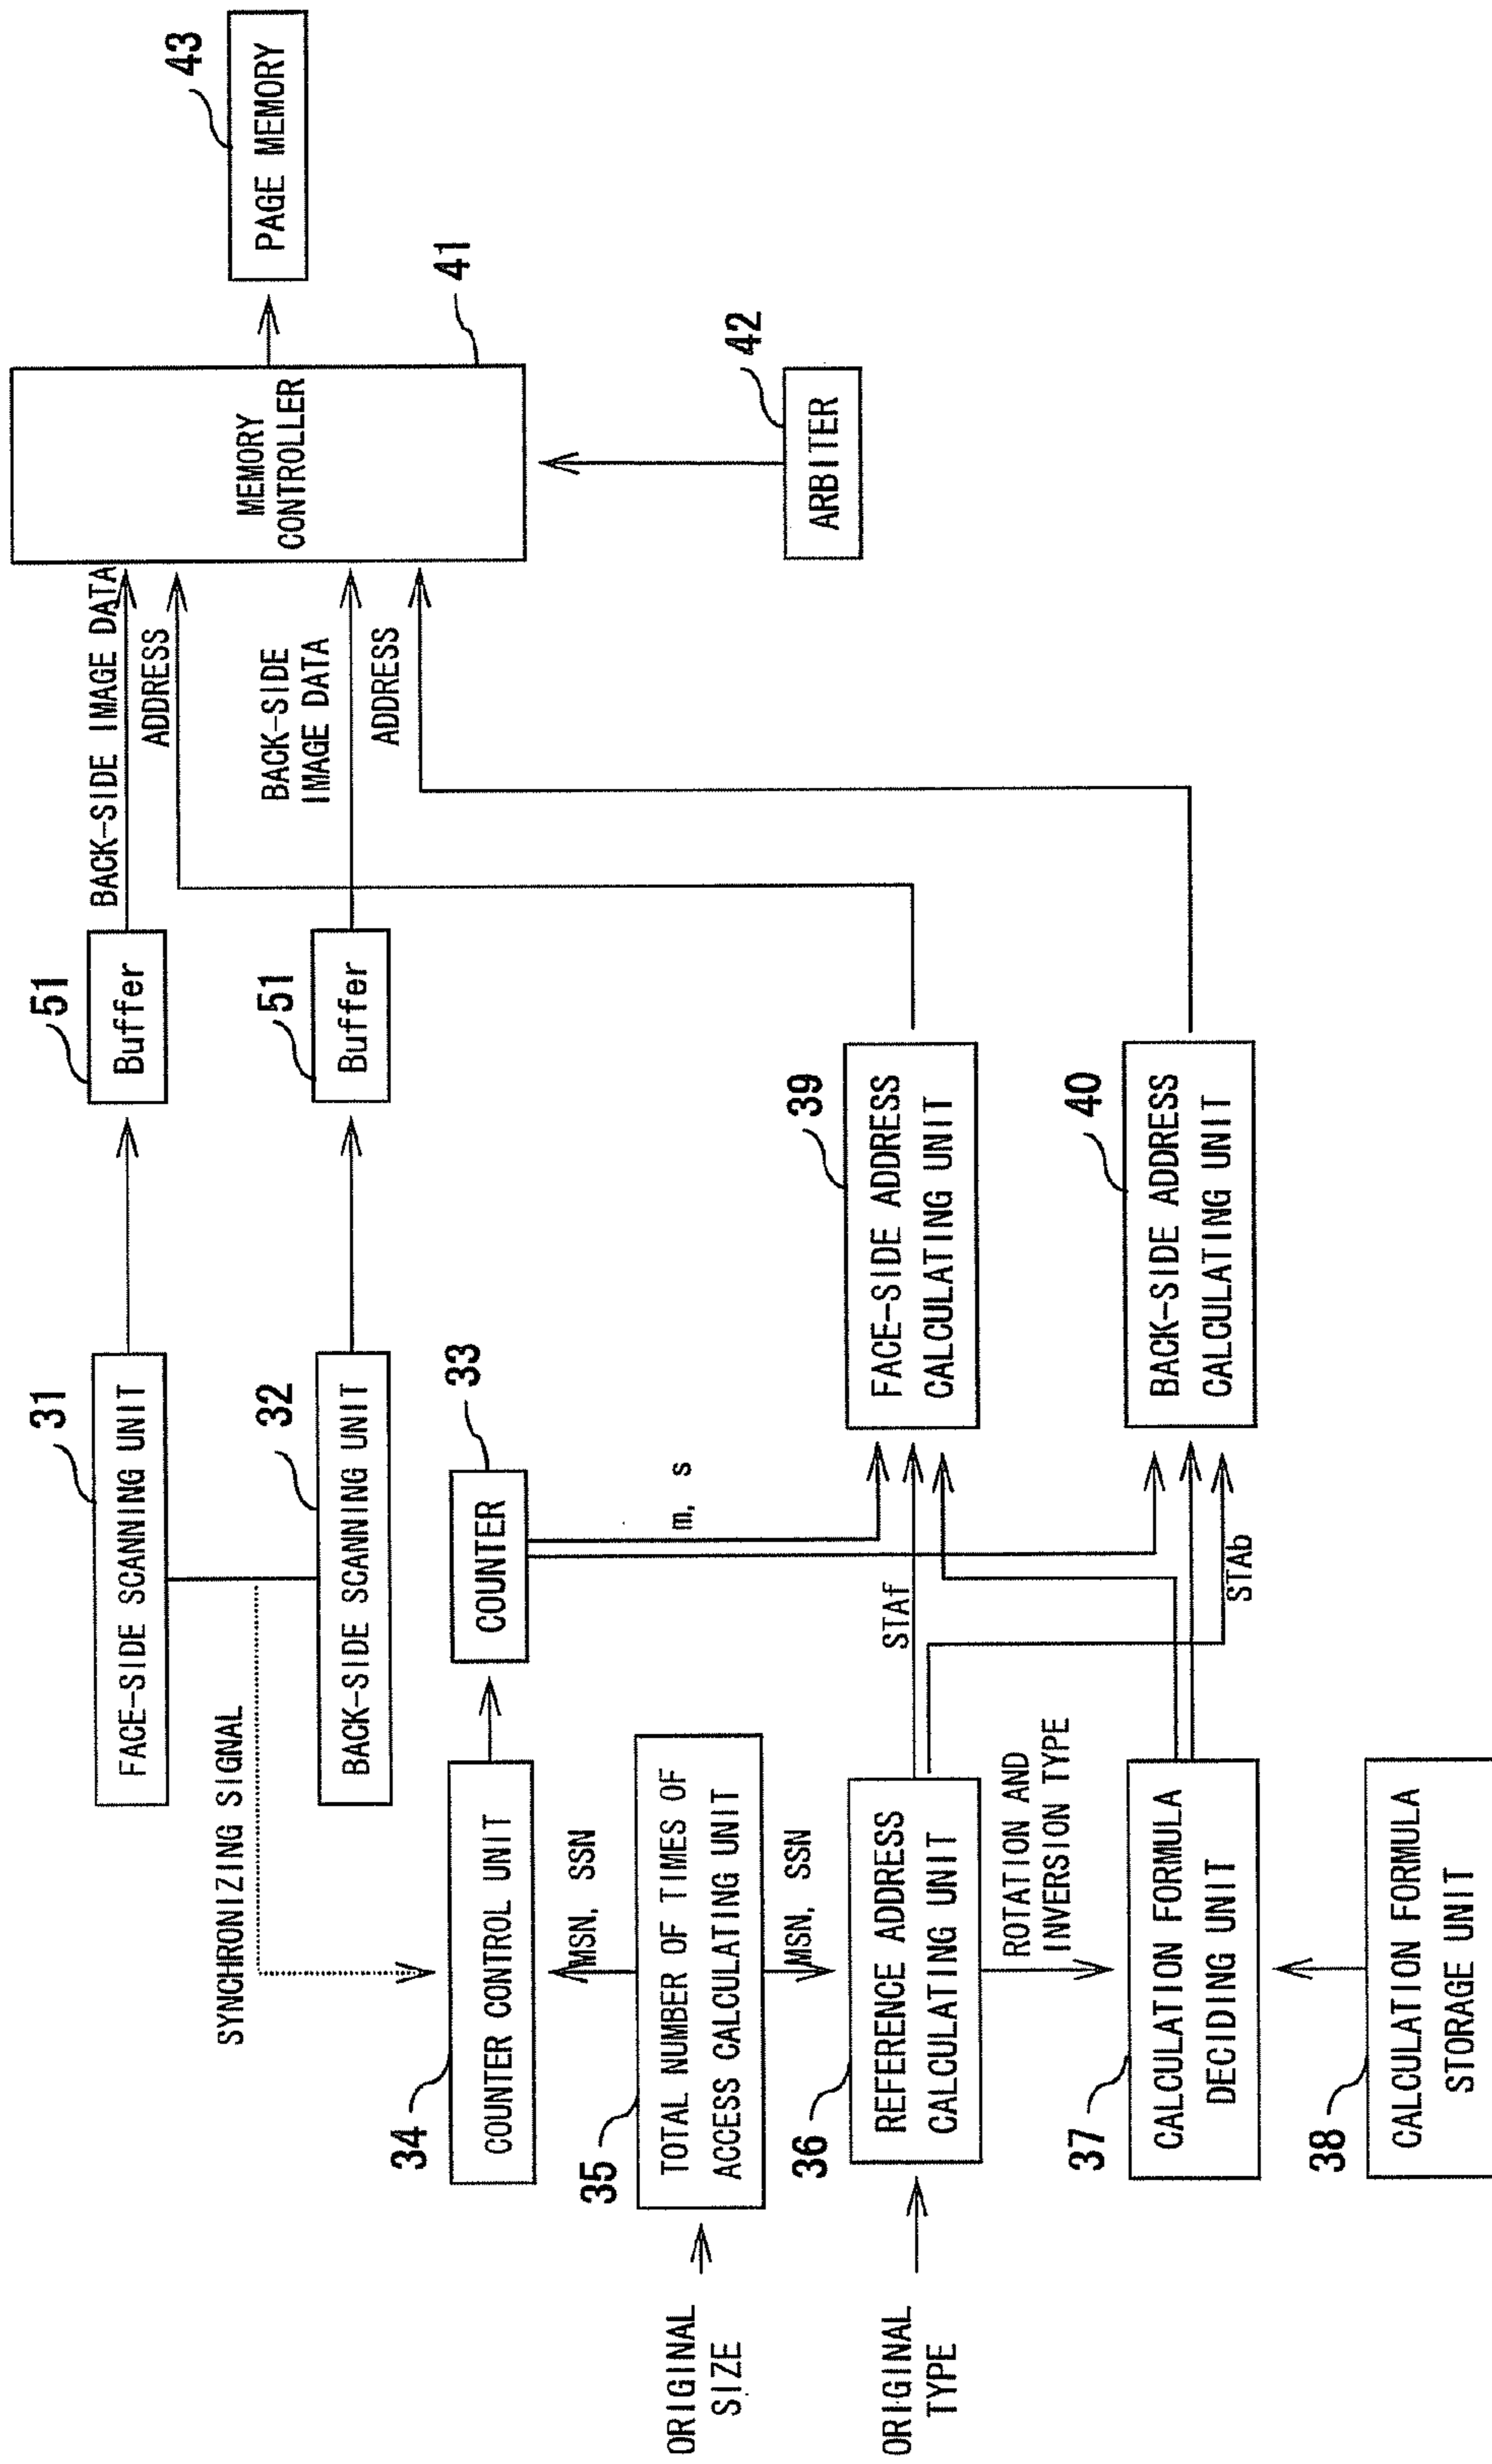 31
FACE-SIDE SCANNING UNIT
51
Buffer
BACK-SIDE IMAGE DATA
ADDRESS
MEMORY
CONTROLLER
41
43
PAGE MEMORY
SYNCHRONIZING SIGNAL
32
BACK-SIDE SCANNING UNIT
51
Buffer
BACK-SIDE
IMAGE DATA
ADDRESS
42
ARBITER
34
COUNTER CONTROL UNIT
33
COUNTER
m, s
MSN, SSN
ORIGINAL
SIZE
35
TOTAL NUMBER OF TIMES OF
ACCESS CALCULATING UNIT
MSN, SSN
ORIGINAL
TYPE
36
REFERENCE ADDRESS
CALCULATING UNIT
STAf
39
FACE-SIDE ADDRESS
CALCULATING UNIT
ROTATION AND
INVERSION TYPE
37
CALCULATION FORMULA
DECIDING UNIT
STAb
40
BACK-SIDE ADDRESS
CALCULATING UNIT
38
CALCULATION FORMULA
STORAGE UNIT